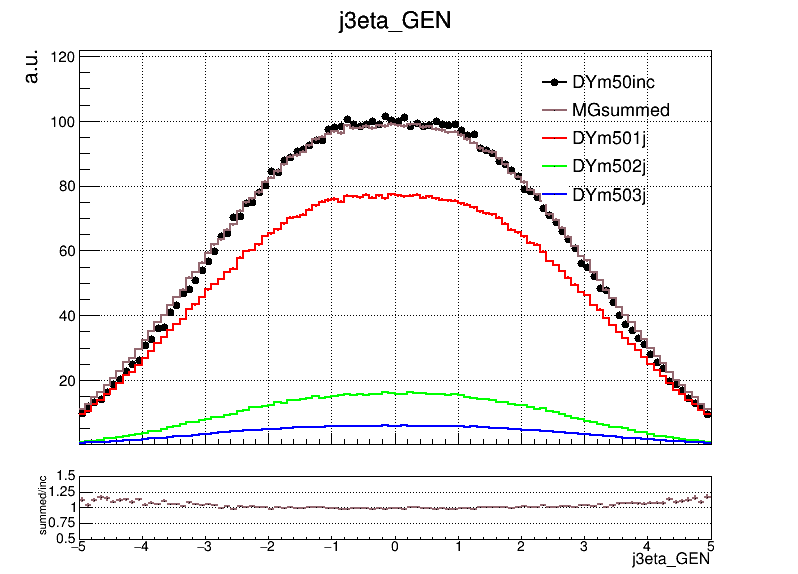 j3eta_GEN
a.u.
120
100
80
60
40
20
DYm50inc
MGsummed
DYm501j
DYm502j
DYm503j
summed/inc
1.5
1.25
1
0.75
0.5
−5 −4 −3 −2 −1 0 1 2 3 4 5
j3eta_GEN